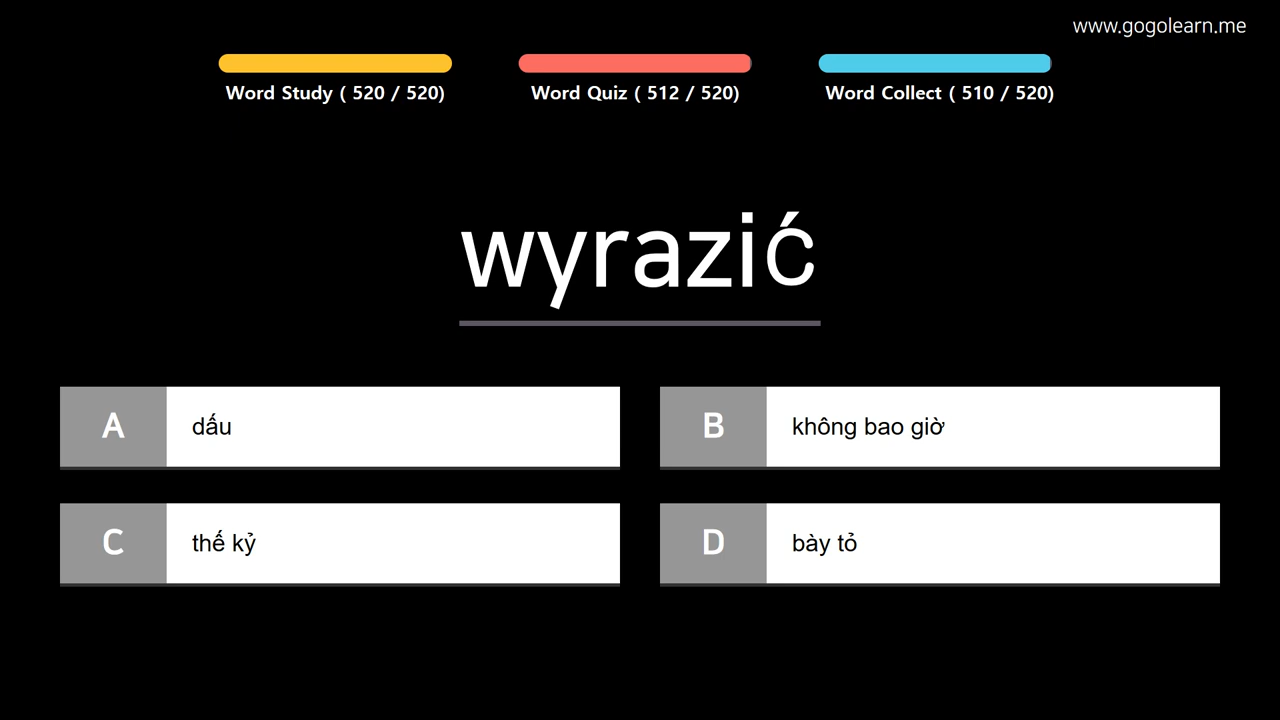 www.gogolearn.me
Word Study ( 520 / 520)
Word Quiz ( 512 / 520)
Word Collect ( 510 / 520)
wyrazić
A dấu
B không bao giờ
C thế kỷ
D bày tỏ